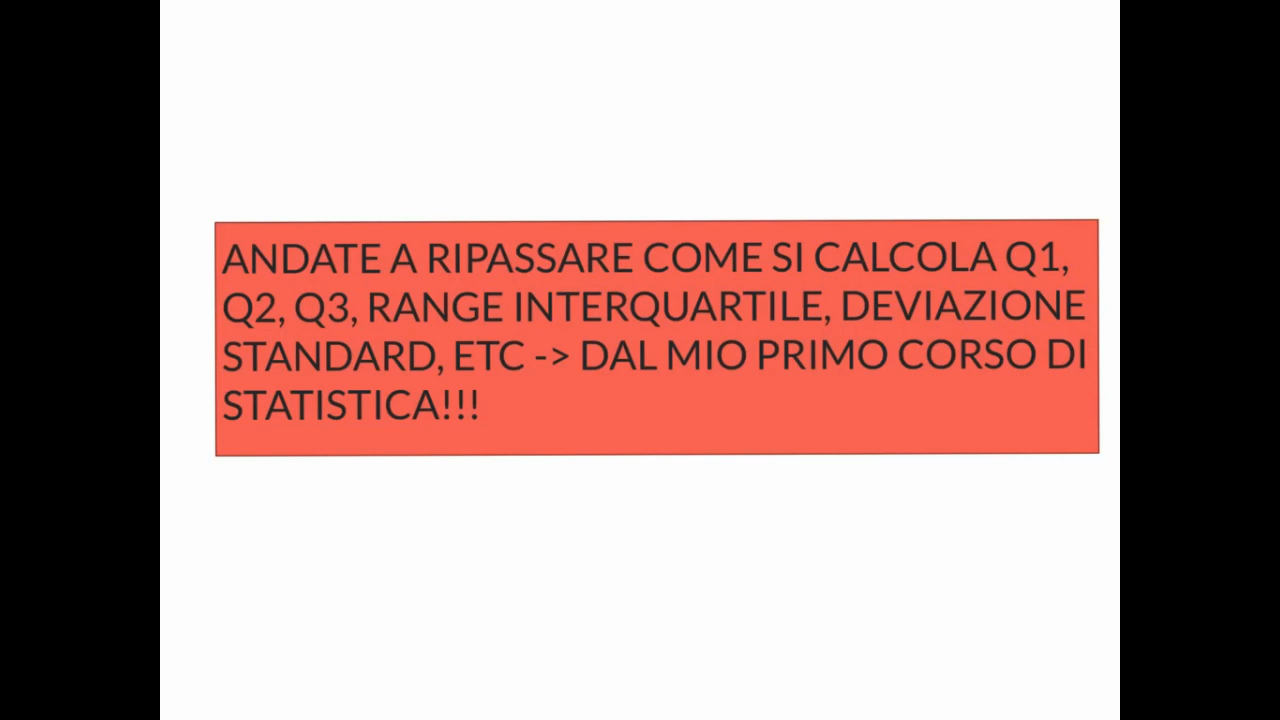 ANDATE A RIPASSARE COME SI CALCOLA Q1,
Q2, Q3, RANGE INTERQUARTILE, DEVIAZIONE
STANDARD, ETC -> DAL MIO PRIMO CORSO DI
STATISTICA!!!